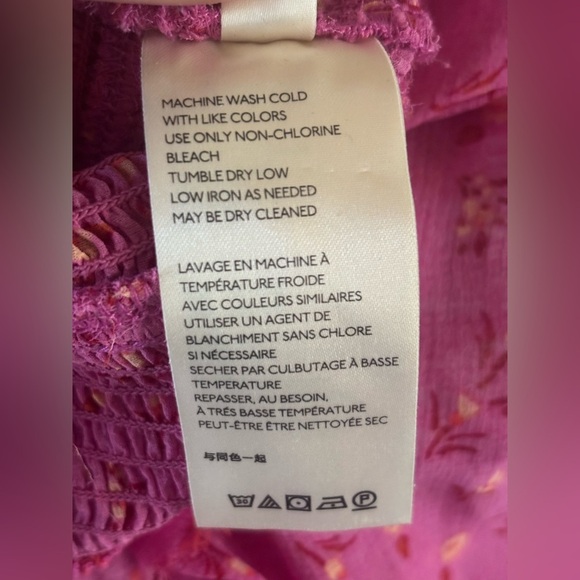 MACHINE WASH COLD
WITH LIKE COLORS
USE ONLY NON-CHLORINE
BLEACH
TUMBLE DRY LOW
LOW IRON AS NEEDED
MAY BE DRY CLEANED
LAVAGE EN MACHINE À
TEMPÉRATURE FROIDE
AVEC COULEURS SIMILAIRES
UTILISER UN AGENT DE
BLANCHIMENT SANS CHLORE
SI NÉCESSAIRE
SECHER PAR CULBUTAGE À BASSE
TEMPERATURE
REPASSER, AU BESOIN,
À TRÉS BASSE TEMPÉRATURE
PEUT-ÊTRE ÊTRE NETTOYÉE SEC
与同色一起
30 P